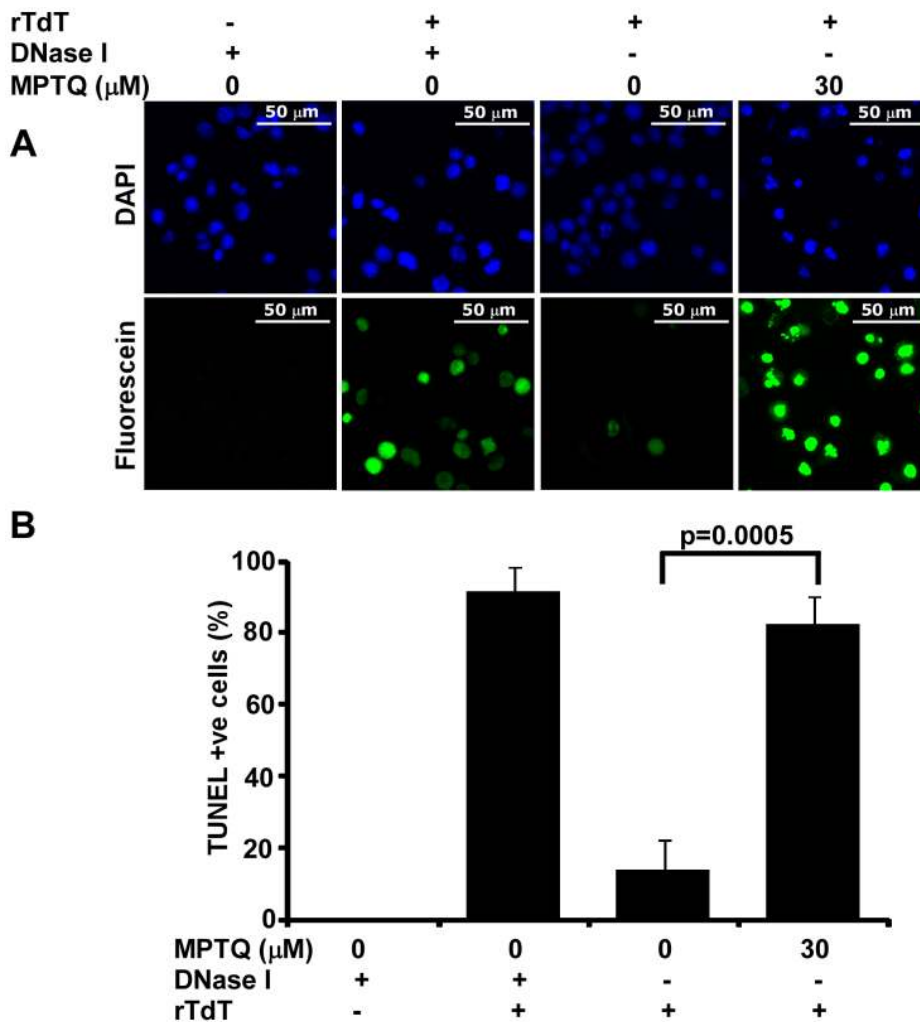 rTdT - + + +
DNase I + + - -
MPTQ (μM) 0 0 0 30
A
DAPI
50 μm 50 μm 50 μm 50 μm
Fluorescein
50 μm 50 μm 50 μm 50 μm
B
p=0.0005
TUNEL +ve cells (%)
100
80
60
40
20
0
MPTQ (μM) 0 0 0 30
DNase I + + - -
rTdT - + + +